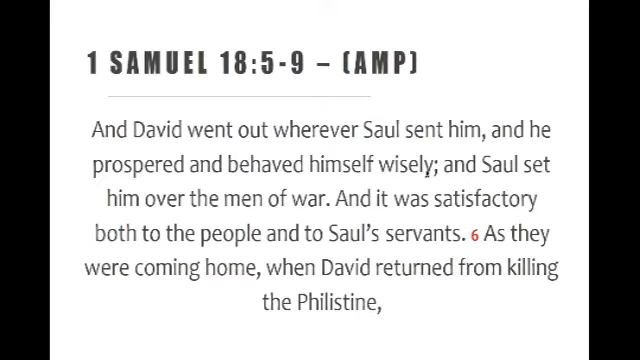 1 SAMUEL 18:5-9 – (AMP)
And David went out wherever Saul sent him, and he
prospered and behaved himself wisely; and Saul set
him over the men of war. And it was satisfactory
both to the people and to Saul’s servants. 6 As they
were coming home, when David returned from killing
the Philistine,